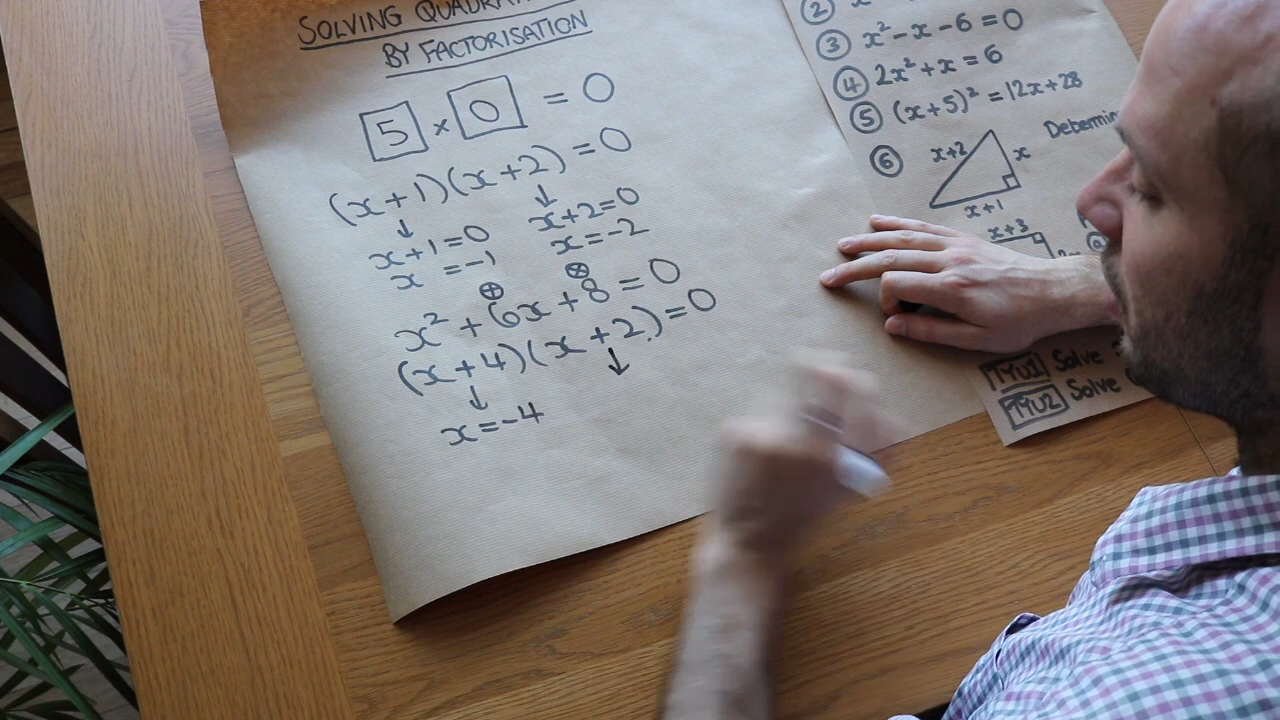 SOLVING
BY FACTORISATION
5 × 0 = 0
(x+1)(x+2)=0
↓ ↓
x+1=0 x+2=0
x =-1 x=-2
⊕ ⊗
x² + 6x + 8 = 0
(x+4)(x+2)=0
↓ ↓
x=-4
②
③ x² - x - 6 = 0
④ 2x² + x = 6
⑤ (x+5)² = 12x + 28
⑥
x+2
x
x+1
x+3
TYU1 Solve
TYU2 Solve